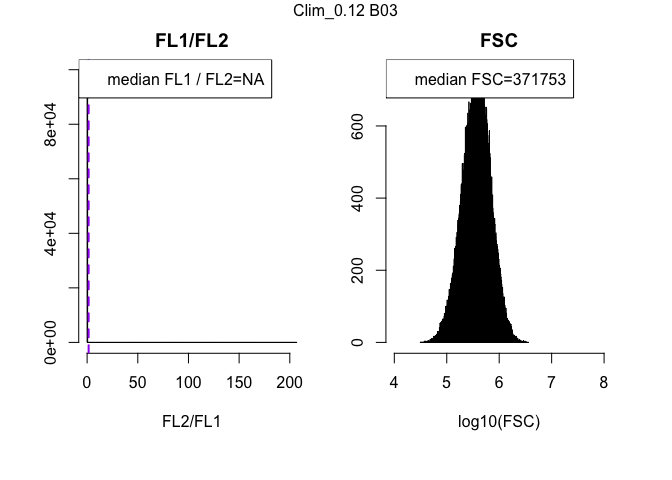 Clim_0.12 B03
FL1/FL2
median FL1 / FL2=NA
0e+00
4e+04
8e+04
0
50
100
150
200
FL2/FL1
FSC
median FSC=371753
0
200
400
600
4
5
6
7
8
log10(FSC)